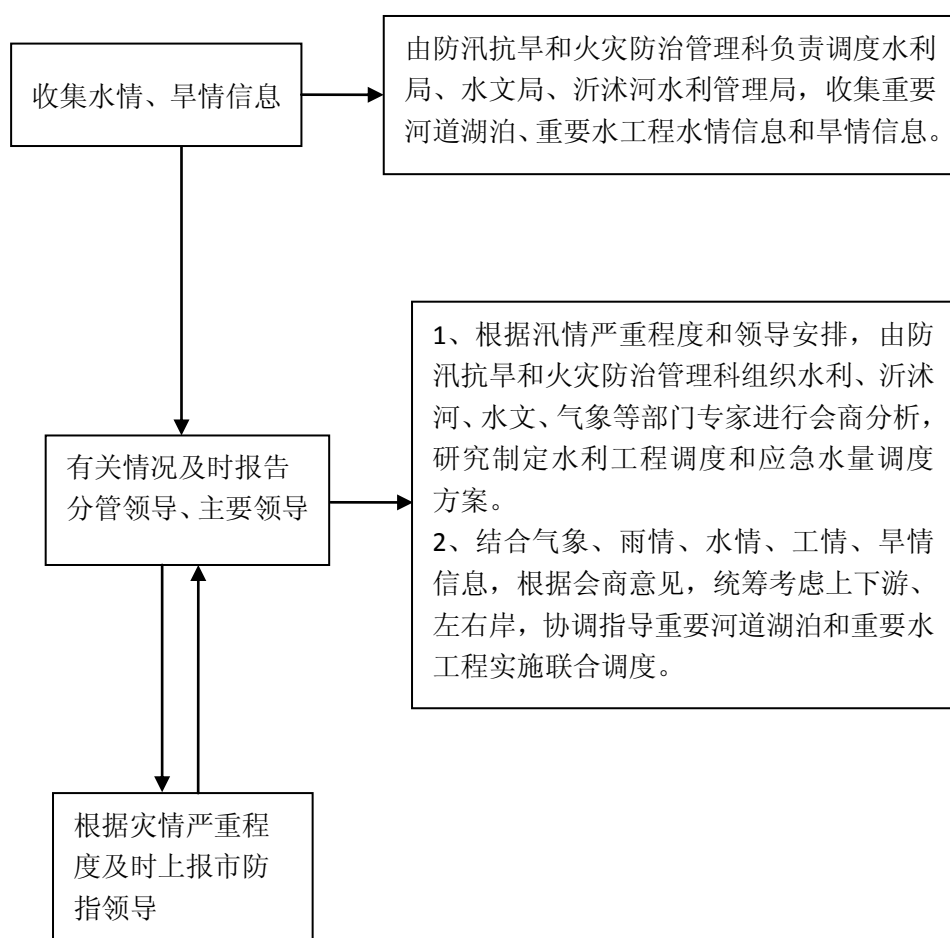 收集水情、旱情信息
由防汛抗旱和火灾防治管理科负责调度水利
局、水文局、沂沭河水利管理局，收集重要
河道湖泊、重要水工程水情信息和旱情信息。
有关情况及时报告
分管领导、主要领导
1、根据汛情严重程度和领导安排，由防
汛抗旱和火灾防治管理科组织水利、沂沭
河、水文、气象等部门专家进行会商分析，
研究制定水利工程调度和应急水量调度
方案。
2、结合气象、雨情、水情、工情、旱情
信息，根据会商意见，统筹考虑上下游、
左右岸，协调指导重要河道湖泊和重要水
工程实施联合调度。
根据灾情严重程
度及时上报市防
指领导